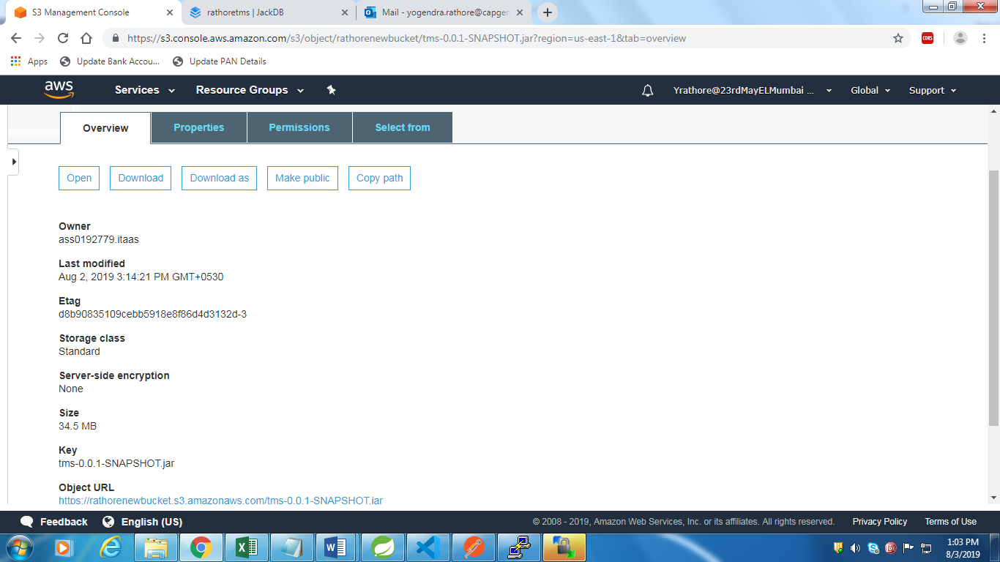 S3 Management Console
rathoretms | JackDB
Mail - yogendra.rathore@capgen
https://s3.console.aws.amazon.com/s3/object/rathorenewbucket/tms-0.0.1-SNAPSHOT.jar?region=us-east-1&tab=overview
CORS
Apps
Update Bank Accou...
Update PAN Details
aws
Services
Resource Groups
Yrathore@23rdMayELMumbai ...
Global
Support
Overview
Properties
Permissions
Select from
Open
Download
Download as
Make public
Copy path
Owner
ass0192779.itaas
Last modified
Aug 2, 2019 3:14:21 PM GMT+0530
Etag
d8b90835109cebb5918e8f86d4d3132d-3
Storage class
Standard
Server-side encryption
None
Size
34.5 MB
Key
tms-0.0.1-SNAPSHOT.jar
Object URL
https://rathorenewbucket.s3.amazonaws.com/tms-0.0.1-SNAPSHOT.jar
Feedback
English (US)
© 2008 - 2019, Amazon Web Services, Inc. or its affiliates. All rights reserved.
Privacy Policy
Terms of Use
1:03 PM
8/3/2019